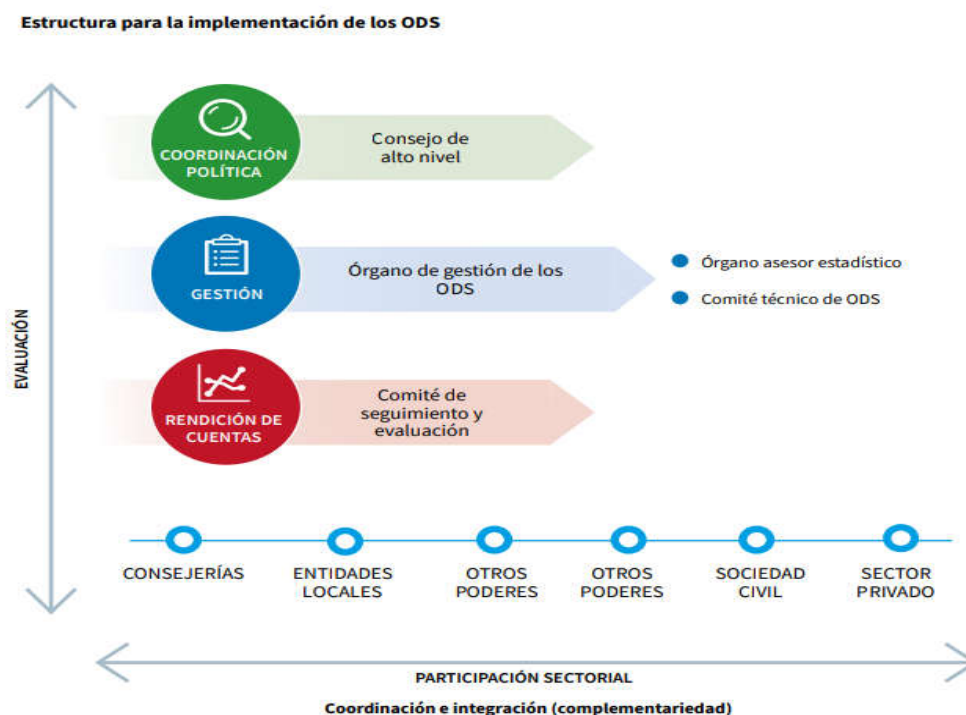 Estructura para la implementación de los ODS
COORDINACIÓN
POLÍTICA
Consejo de
alto nivel
GESTIÓN
Órgano de gestión de los
ODS
Órgano asesor estadístico
Comité técnico de ODS
RENDICIÓN DE
CUENTAS
Comité de
seguimiento y
evaluación
EVALUACIÓN
CONSEJERÍAS
ENTIDADES
LOCALES
OTROS
PODERES
OTROS
PODERES
SOCIEDAD
CIVIL
SECTOR
PRIVADO
PARTICIPACIÓN SECTORIAL
Coordinación e integración (complementariedad)